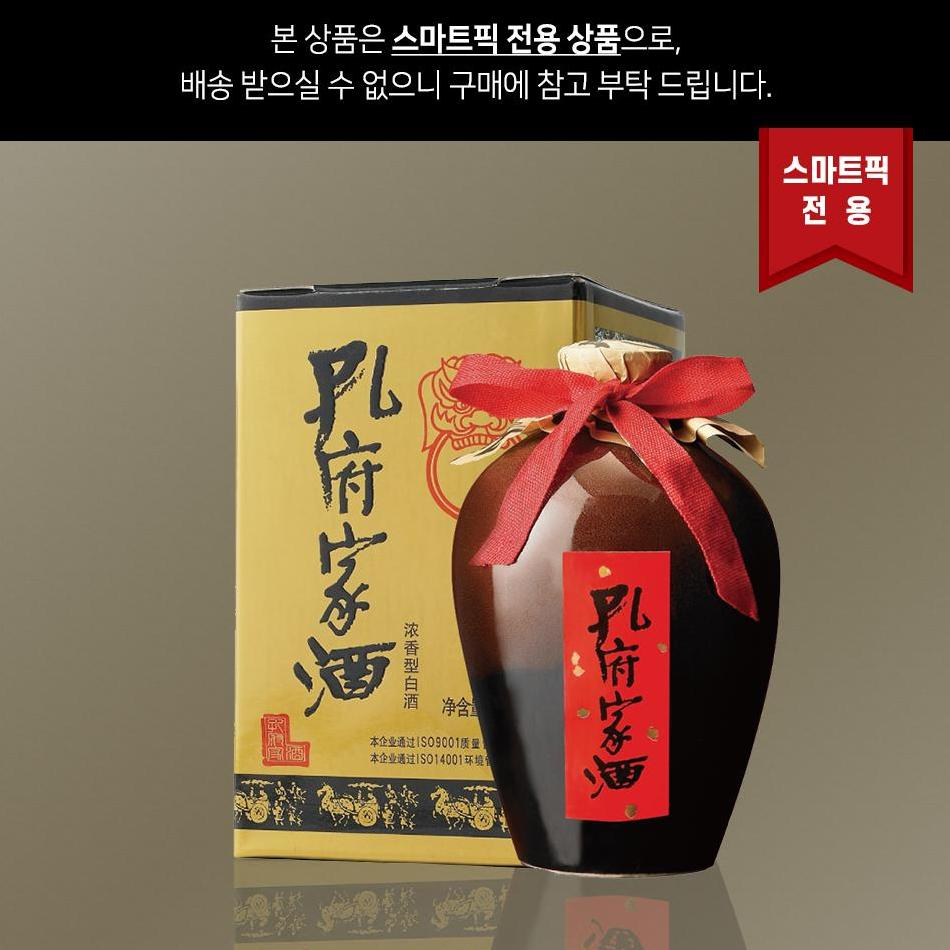 본 상품은 스마트픽 전용 상품으로,
배송 받으실 수 없으니 구매에 참고 부탁 드립니다.
스마트픽
전 용
孔府家酒
浓香型白酒
净含量
本企业通过ISO9001质量
本企业通过ISO14001环境
孔府家酒